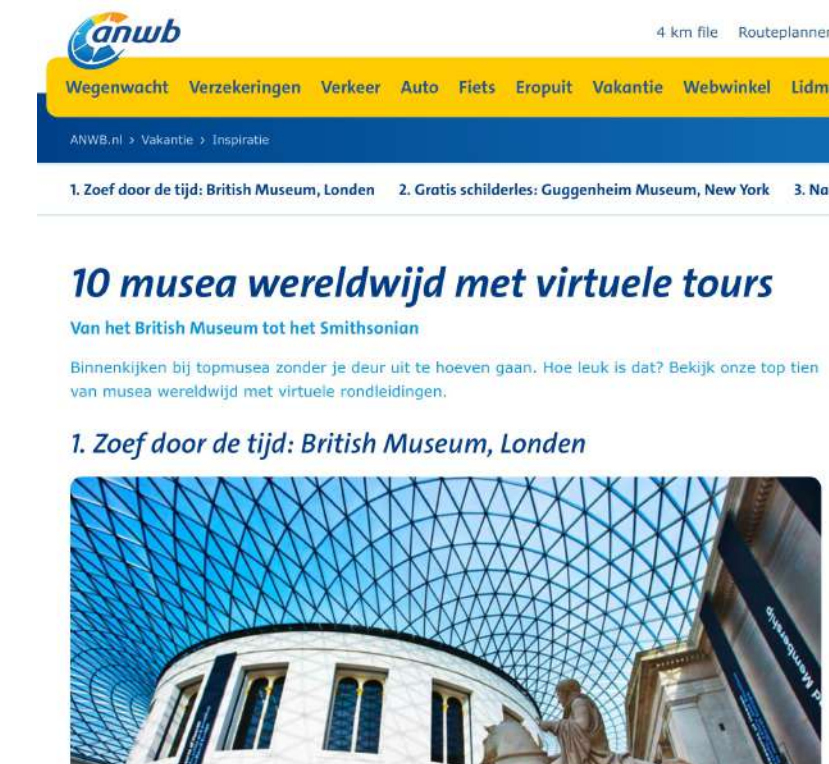 anwb
4 km file Routeplanner
Wegenwacht Verzekeringen Verkeer Auto Fiets Eropuit Vakantie Webwinkel Lidm
ANWB.nl > Vakantie > Inspiratie
1. Zoef door de tijd: British Museum, Londen 2. Gratis schilderles: Guggenheim Museum, New York 3. Na
10 musea wereldwijd met virtuele tours
Van het British Museum tot het Smithsonian
Binnenkijken bij topmusea zonder je deur uit te hoeven gaan. Hoe leuk is dat? Bekijk onze top tien
van musea wereldwijd met virtuele rondleidingen.
1. Zoef door de tijd: British Museum, Londen
d Membership